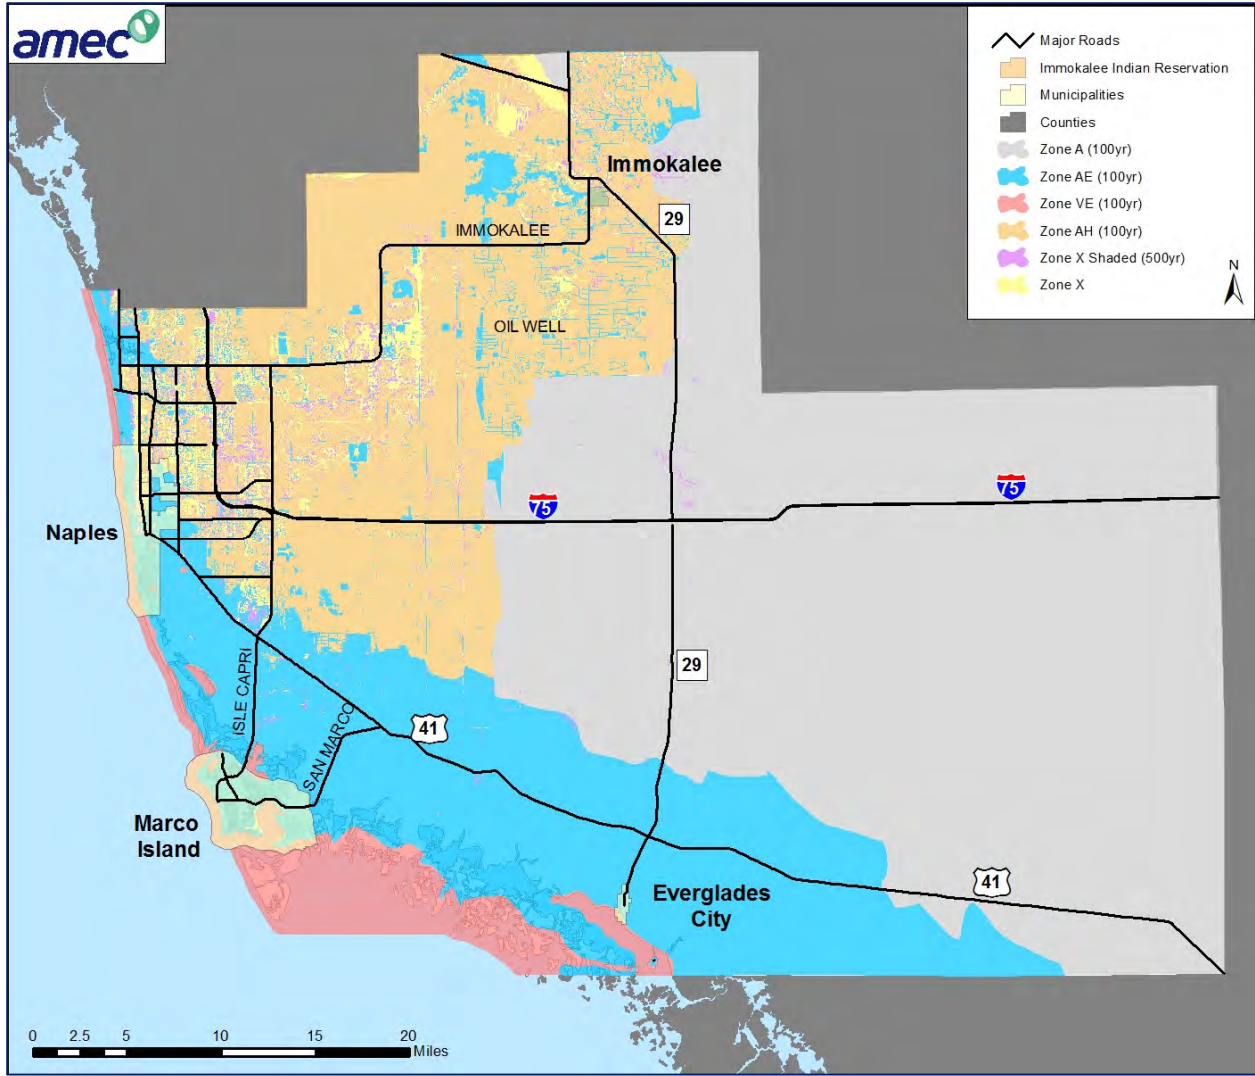 amec
Major Roads
Immokalee Indian Reservation
Municipalities
Counties
Zone A (100yr)
Zone AE (100yr)
Zone VE (100yr)
Zone AH (100yr)
Zone X Shaded (500yr)
Zone X
N
Immokalee
29
IMMOKALEE
OIL WELL
75
75
Naples
29
ISLE CAPRI
SAN MARCO
41
Marco
Island
Everglades
City
41
0 2.5 5 10 15 20
Miles